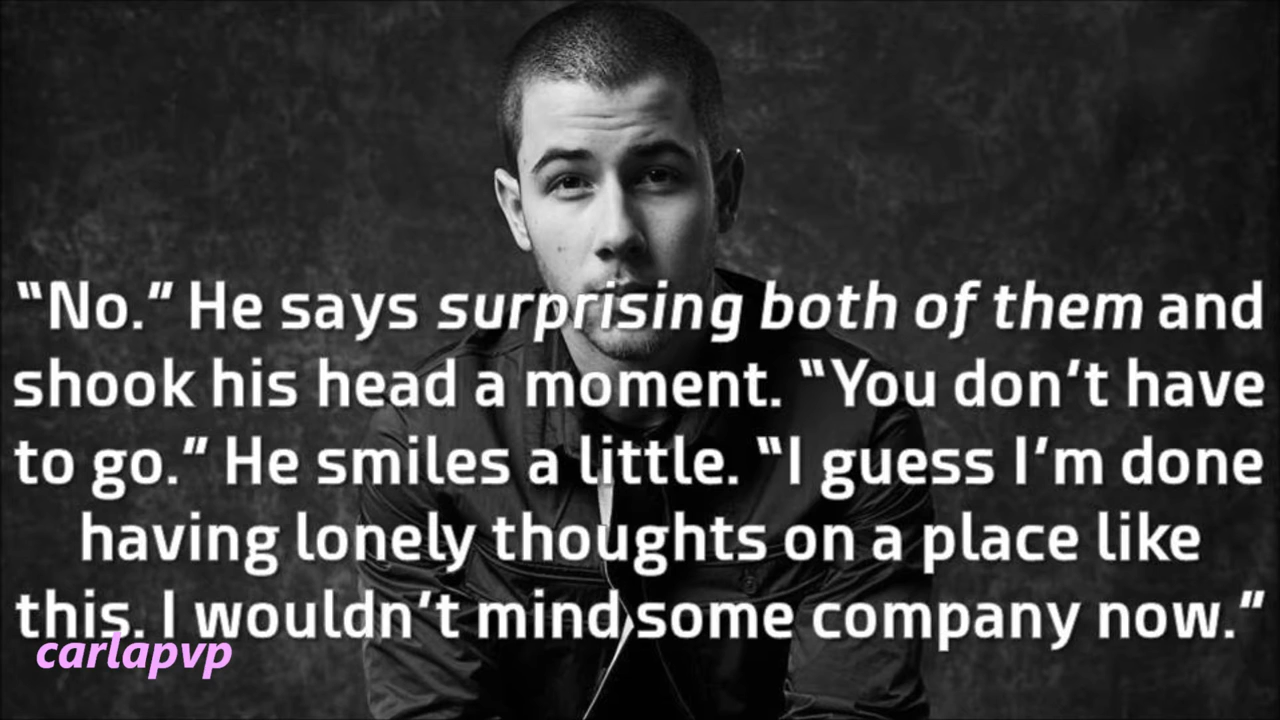 “No.” He says surprising both of them and
shook his head a moment. “You don’t have
to go.” He smiles a little. “I guess I’m done
having lonely thoughts on a place like
this. I wouldn’t mind some company now.”
carlapvp